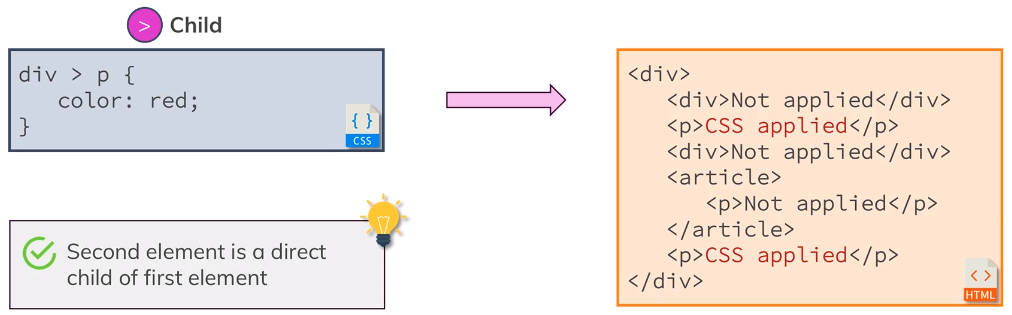 > Child
div > p {
color: red;
}
{ }
CSS
Second element is a direct
child of first element
<div>
<div>Not applied</div>
<p>CSS applied</p>
<div>Not applied</div>
<article>
<p>Not applied</p>
</article>
<p>CSS applied</p>
</div>
< >
HTML